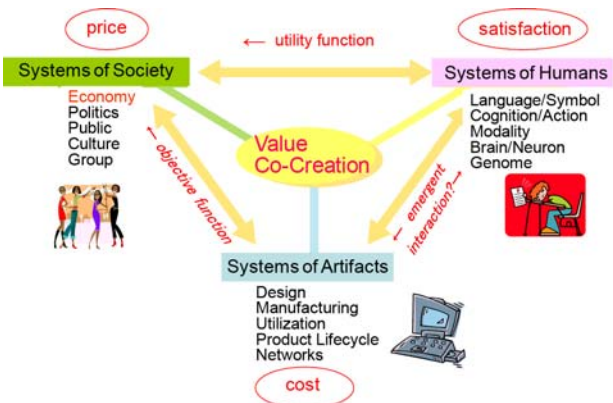 price
satisfaction
← utility function
Systems of Society
Systems of Humans
Economy
Politics
Public
Culture
Group
Language/Symbol
Cognition/Action
Modality
Brain/Neuron
Genome
Value
Co-Creation
← objective function
← emergent
interaction?→
Systems of Artifacts
Design
Manufacturing
Utilization
Product Lifecycle
Networks
cost